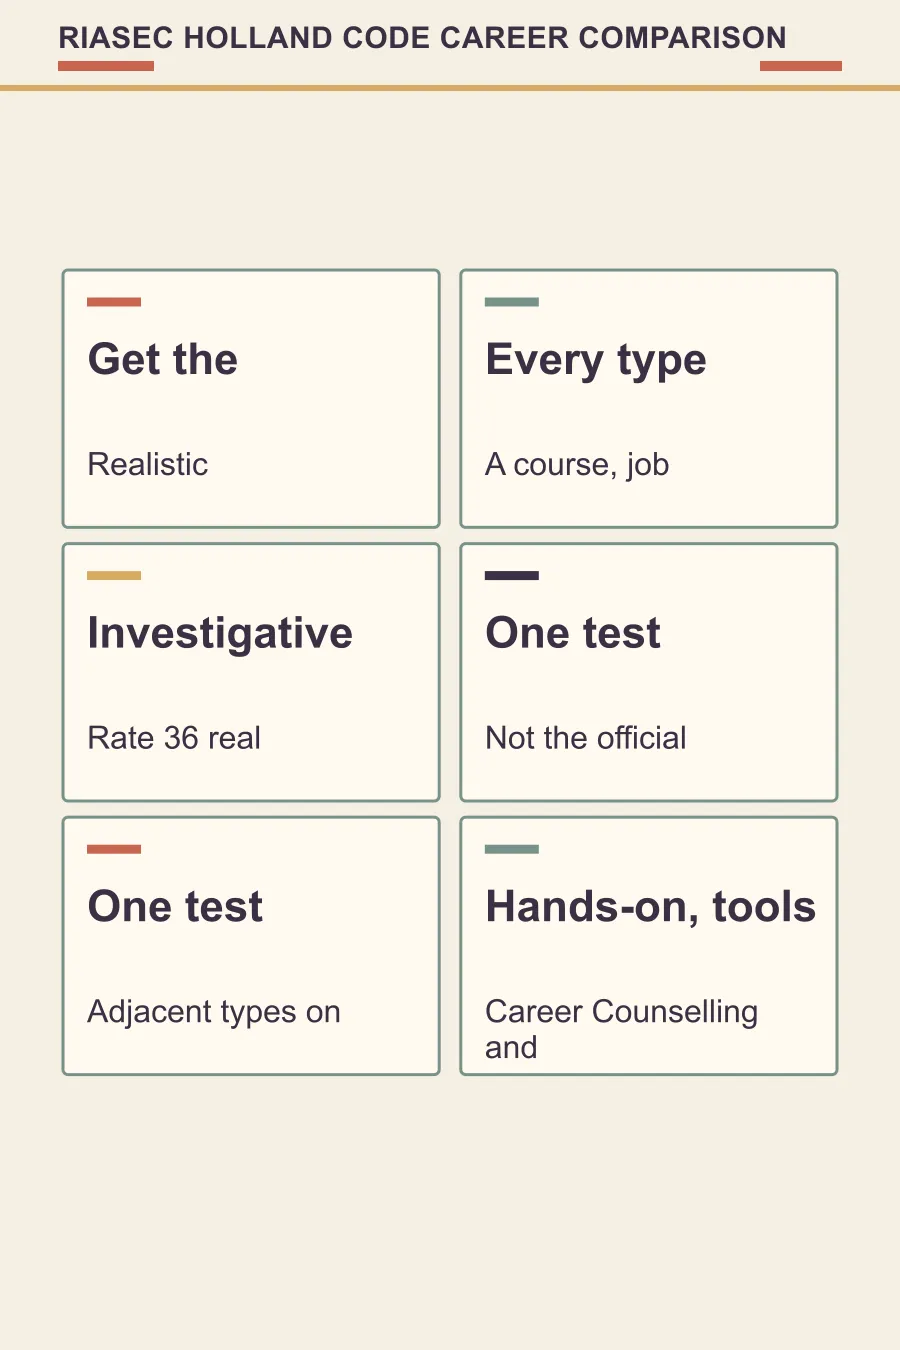 RIASEC HOLLAND CODE CAREER COMPARISON
Get the
Realistic
Every type
A course, job
Investigative
Rate 36 real
One test
Not the official
One test
Adjacent types on
Hands-on, tools
Career Counselling
and